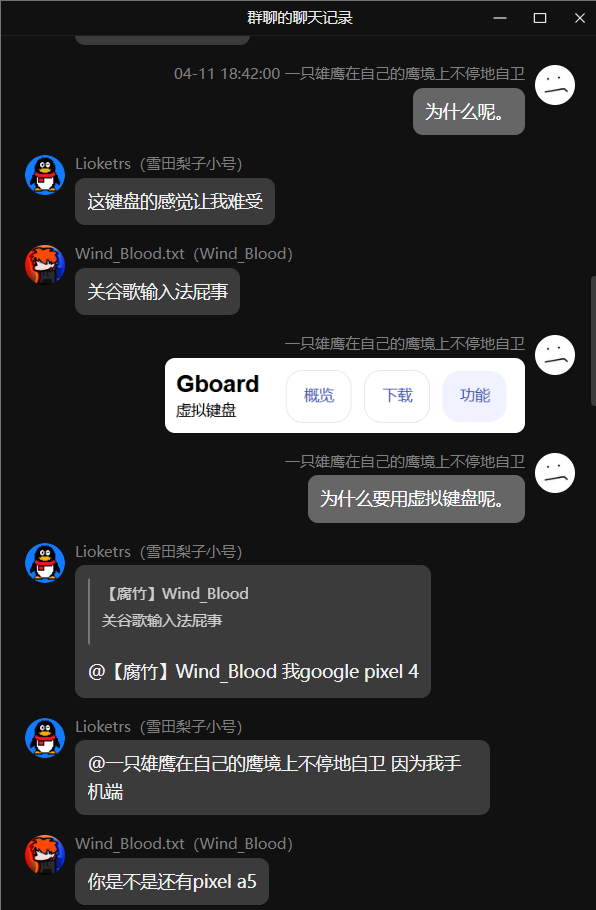 群聊的聊天记录
04-11 18:42:00 一只雄鹰在自己的鹰境上不停地自卫
为什么呢。
Lioketrs（雪田梨子小号）
这键盘的感觉让我难受
Wind_Blood.txt（Wind_Blood）
关谷歌输入法屁事
一只雄鹰在自己的鹰境上不停地自卫
Gboard
虚拟键盘
概览
下载
功能
一只雄鹰在自己的鹰境上不停地自卫
为什么要用虚拟键盘呢。
Lioketrs（雪田梨子小号）
【腐竹】Wind_Blood
关谷歌输入法屁事
@【腐竹】Wind_Blood 我google pixel 4
Lioketrs（雪田梨子小号）
@一只雄鹰在自己的鹰境上不停地自卫 因为我手
机端
Wind_Blood.txt（Wind_Blood）
你是不是还有pixel a5